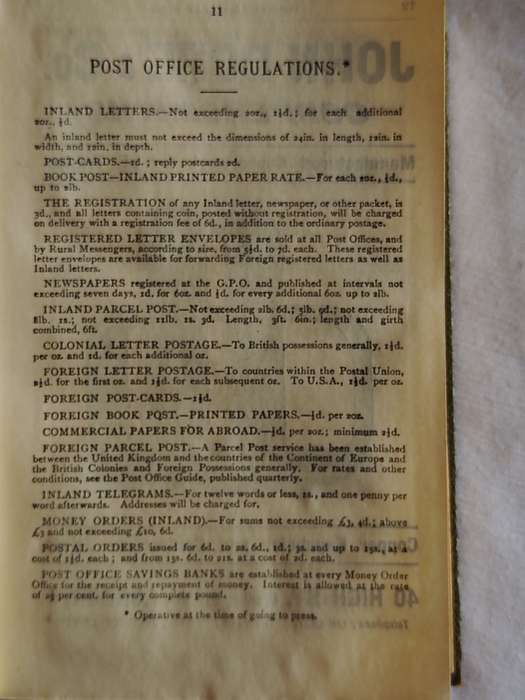 11
POST OFFICE REGULATIONS.*
INLAND LETTERS.—Not exceeding 2oz., 1½d.; for each additional
2oz., ½d.
An inland letter must not exceed the dimensions of 24in. in length, 12in. in
width, and 12in. in depth.
POST-CARDS.—1d.; reply postcards 2d.
BOOK POST—INLAND PRINTED PAPER RATE.—For each 2oz., ½d.,
up to 2lb.
THE REGISTRATION of any Inland letter, newspaper, or other packet, is
3d., and all letters containing coin, posted without registration, will be charged
on delivery with a registration fee of 6d., in addition to the ordinary postage.
REGISTERED LETTER ENVELOPES are sold at all Post Offices, and
by Rural Messengers, according to size, from 5½d. to 7d. each. These registered
letter envelopes are available for forwarding Foreign registered letters as well as
Inland letters.
NEWSPAPERS registered at the G.P.O. and published at intervals not
exceeding seven days, 1d. for 6oz. and ½d. for every additional 6oz. up to 2lb.
INLAND PARCEL POST.—Not exceeding 2lb. 6d.; 5lb. 9d.; not exceeding
8lb. 1s.; not exceeding 11lb. 1s. 3d. Length, 3ft. 6in.; length and girth
combined, 6ft.
COLONIAL LETTER POSTAGE.—To British possessions generally, 1½d.
per oz. and 1d. for each additional oz.
FOREIGN LETTER POSTAGE.—To countries within the Postal Union,
2½d. for the first oz. and 1½d. for each subsequent oz. To U.S.A., 1½d. per oz.
FOREIGN POST-CARDS.—1½d.
FOREIGN BOOK POST.—PRINTED PAPERS.—½d. per 2oz.
COMMERCIAL PAPERS FOR ABROAD.—½d. per 2oz; minimum 2½d.
FOREIGN PARCEL POST.—A Parcel Post service has been established
between the United Kingdom and the countries of the Continent of Europe and
the British Colonies and Foreign Possessions generally. For rates and other
conditions, see the Post Office Guide, published quarterly.
INLAND TELEGRAMS.—For twelve words or less, 1s., and one penny per
word afterwards. Addresses will be charged for.
MONEY ORDERS (INLAND).—For sums not exceeding £3, 4d.; above
£3 and not exceeding £10, 6d.
POSTAL ORDERS issued for 6d. to 2s. 6d., 1d.; 3s. and up to 15s., at a
cost of 1½d. each; and from 15s. 6d. to 21s. at a cost of 2d. each.
POST OFFICE SAVINGS BANKS are established at every Money Order
Office for the receipt and repayment of money. Interest is allowed at the rate
of 2½ per cent. for every complete pound.
* Operative at the time of going to press.